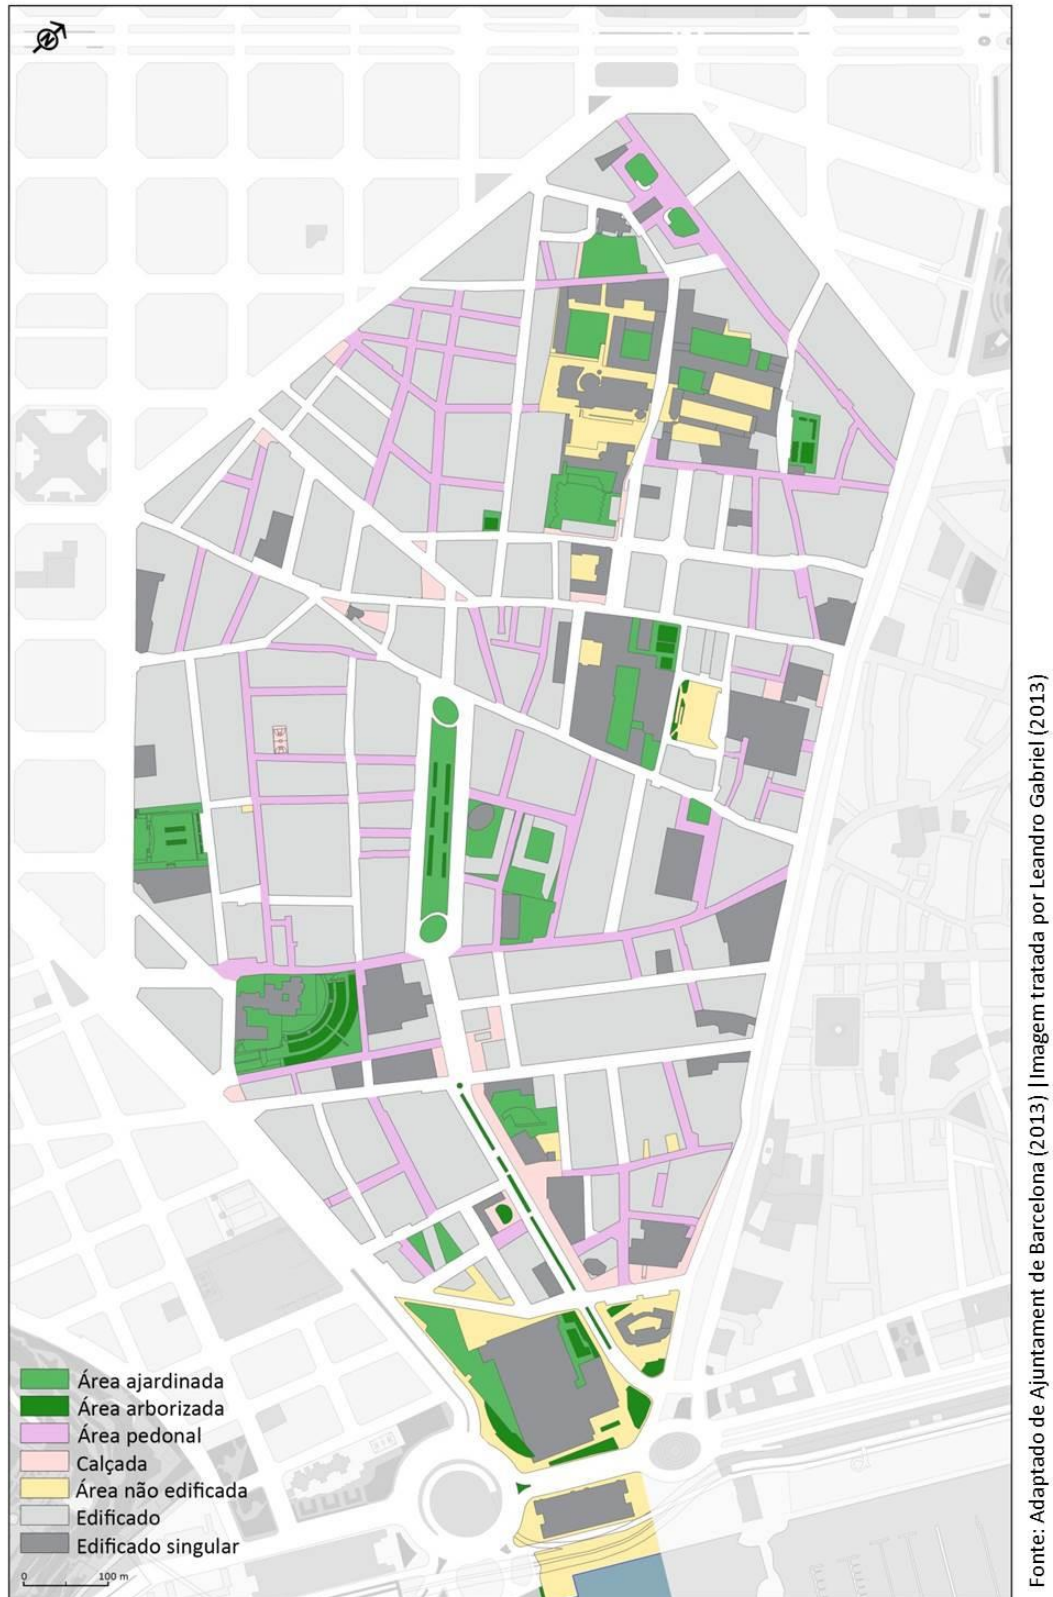 N
Área ajardinada
Área arborizada
Área pedonal
Calçada
Área não edificada
Edificado
Edificado singular
0 100 m
Fonte: Adaptado de Ajuntament de Barcelona (2013) | Imagem tratada por Leandro Gabriel (2013)